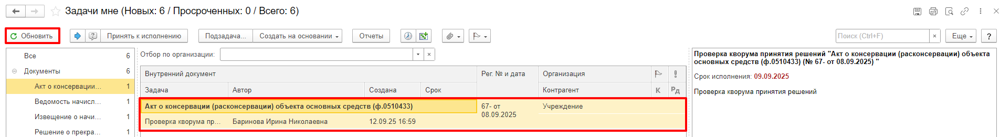 Задачи мне (Новых: 6 / Просроченных: 0 / Всего: 6)
Обновить
Принять к исполнению
Подзадача...
Создать на основании
Отчеты
Поиск (Ctrl+F)
×
Еще
?
Все 6
Документы 6
Акт о консервации... 1
Ведомость начисл... 1
Извещение о начи... 1
Решение о прекра... 1
Отбор по организации:
Внутренний документ Рег. № и дата Организация
Задача Автор Создана Срок Контрагент К Рд
Акт о консервации (расконсервации) объекта основных средств (ф.0510433) 67- от Учреждение
08.09.2025
Проверка кворума пр... Баринова Ирина Николаевна 12.09.25 16:59
Проверка кворума принятия решений "Акт о консервации (расконсервации) объекта
основных средств (ф.0510433) (№ 67- от 08.09.2025) "
Срок исполнения: 09.09.2025
Проверка кворума принятия решений